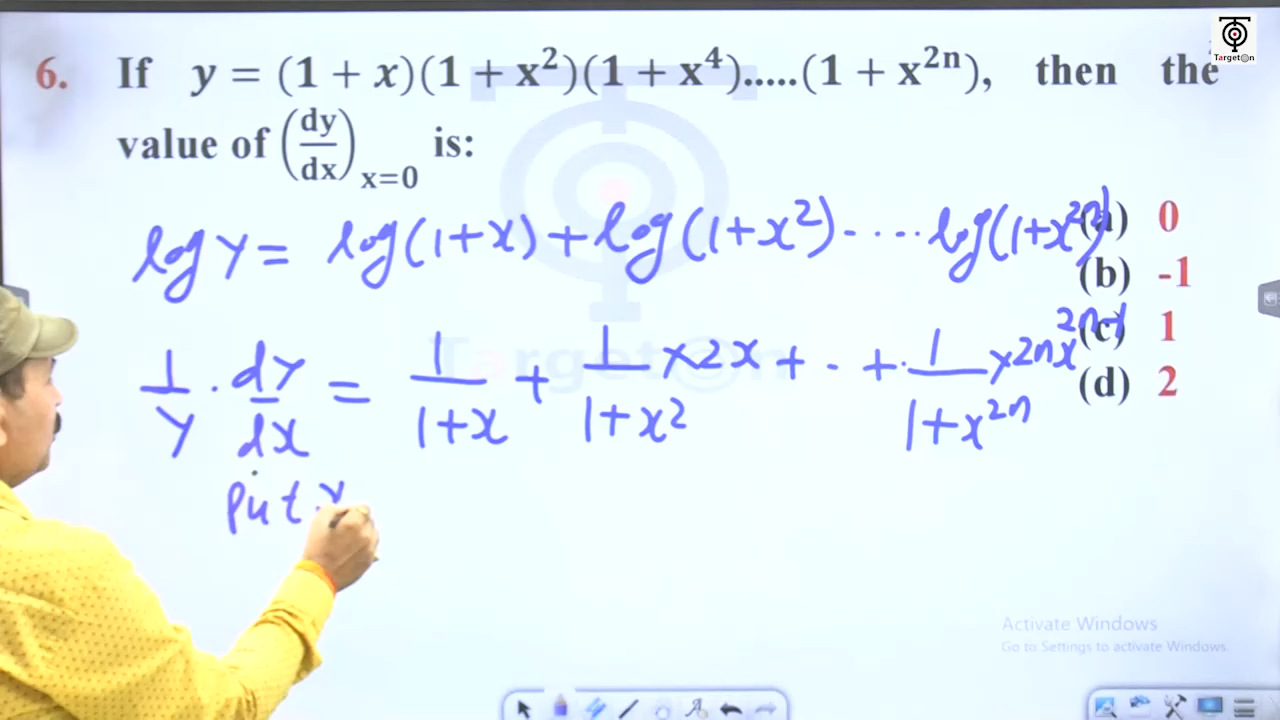 TargetOn
6. If y = (1 + x)(1 + x²)(1 + x⁴).....(1 + x²ⁿ), then the
value of (dy/dx)ₓ₌₀ is:
log y = log(1+x) + log(1+x²) - .... log(1+x²ⁿ)
(a) 0
(b) -1
(c) 1
(d) 2
1/y . dy/dx = 1/(1+x) + 1/(1+x²) × 2x + . . + . 1/(1+x²ⁿ) × 2n x²ⁿ⁻¹
Put x
Activate Windows
Go to Settings to activate Windows.